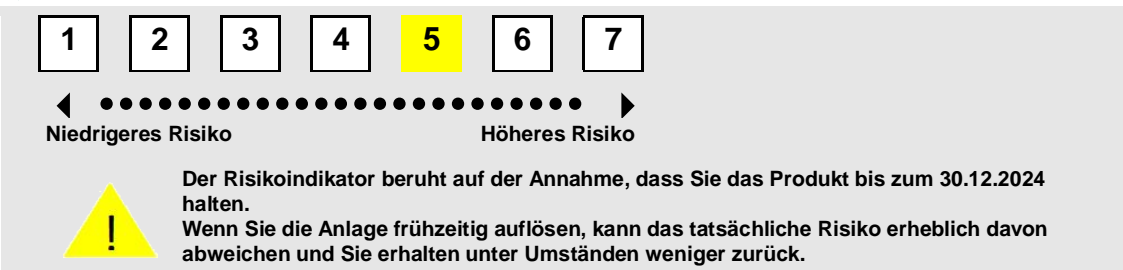 1 2 3 4 5 6 7
Niedrigeres Risiko Höheres Risiko
Der Risikoindikator beruht auf der Annahme, dass Sie das Produkt bis zum 30.12.2024
halten.
Wenn Sie die Anlage frühzeitig auflösen, kann das tatsächliche Risiko erheblich davon
abweichen und Sie erhalten unter Umständen weniger zurück.
!